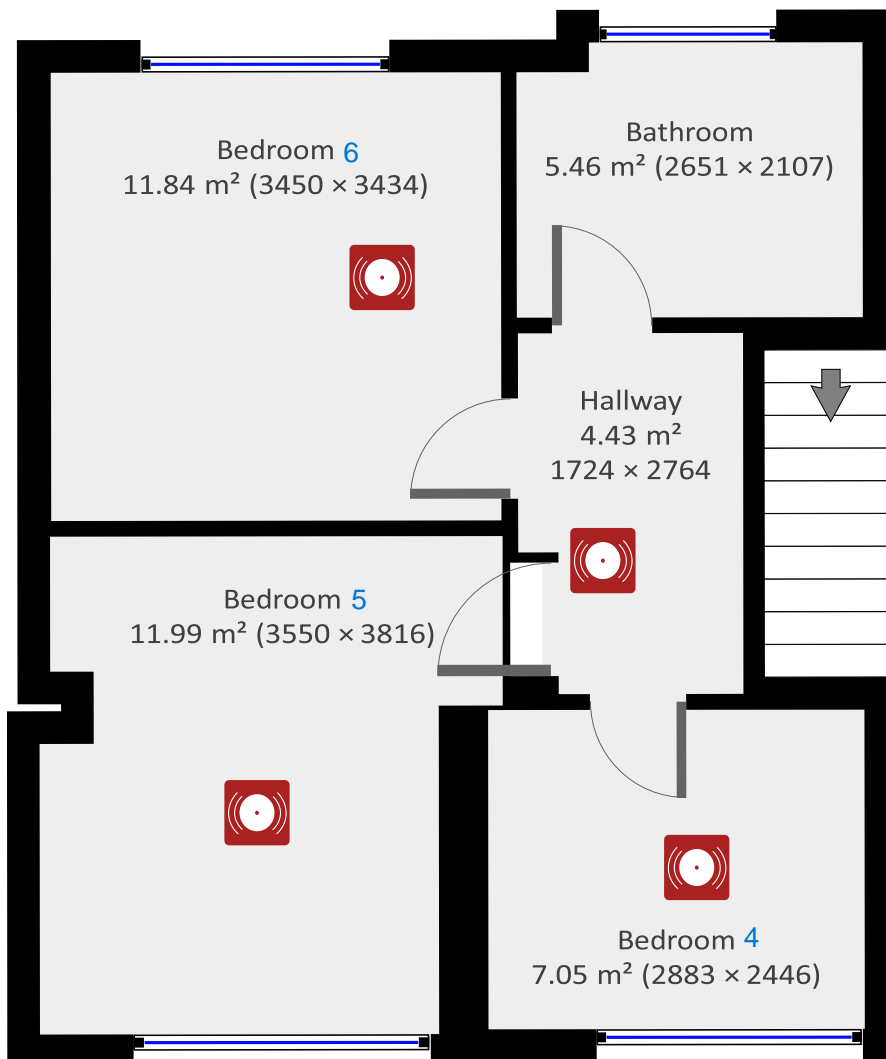 Bedroom 6
11.84 m² (3450 × 3434)
Bathroom
5.46 m² (2651 × 2107)
Hallway
4.43 m²
1724 × 2764
Bedroom 5
11.99 m² (3550 × 3816)
Bedroom 4
7.05 m² (2883 × 2446)